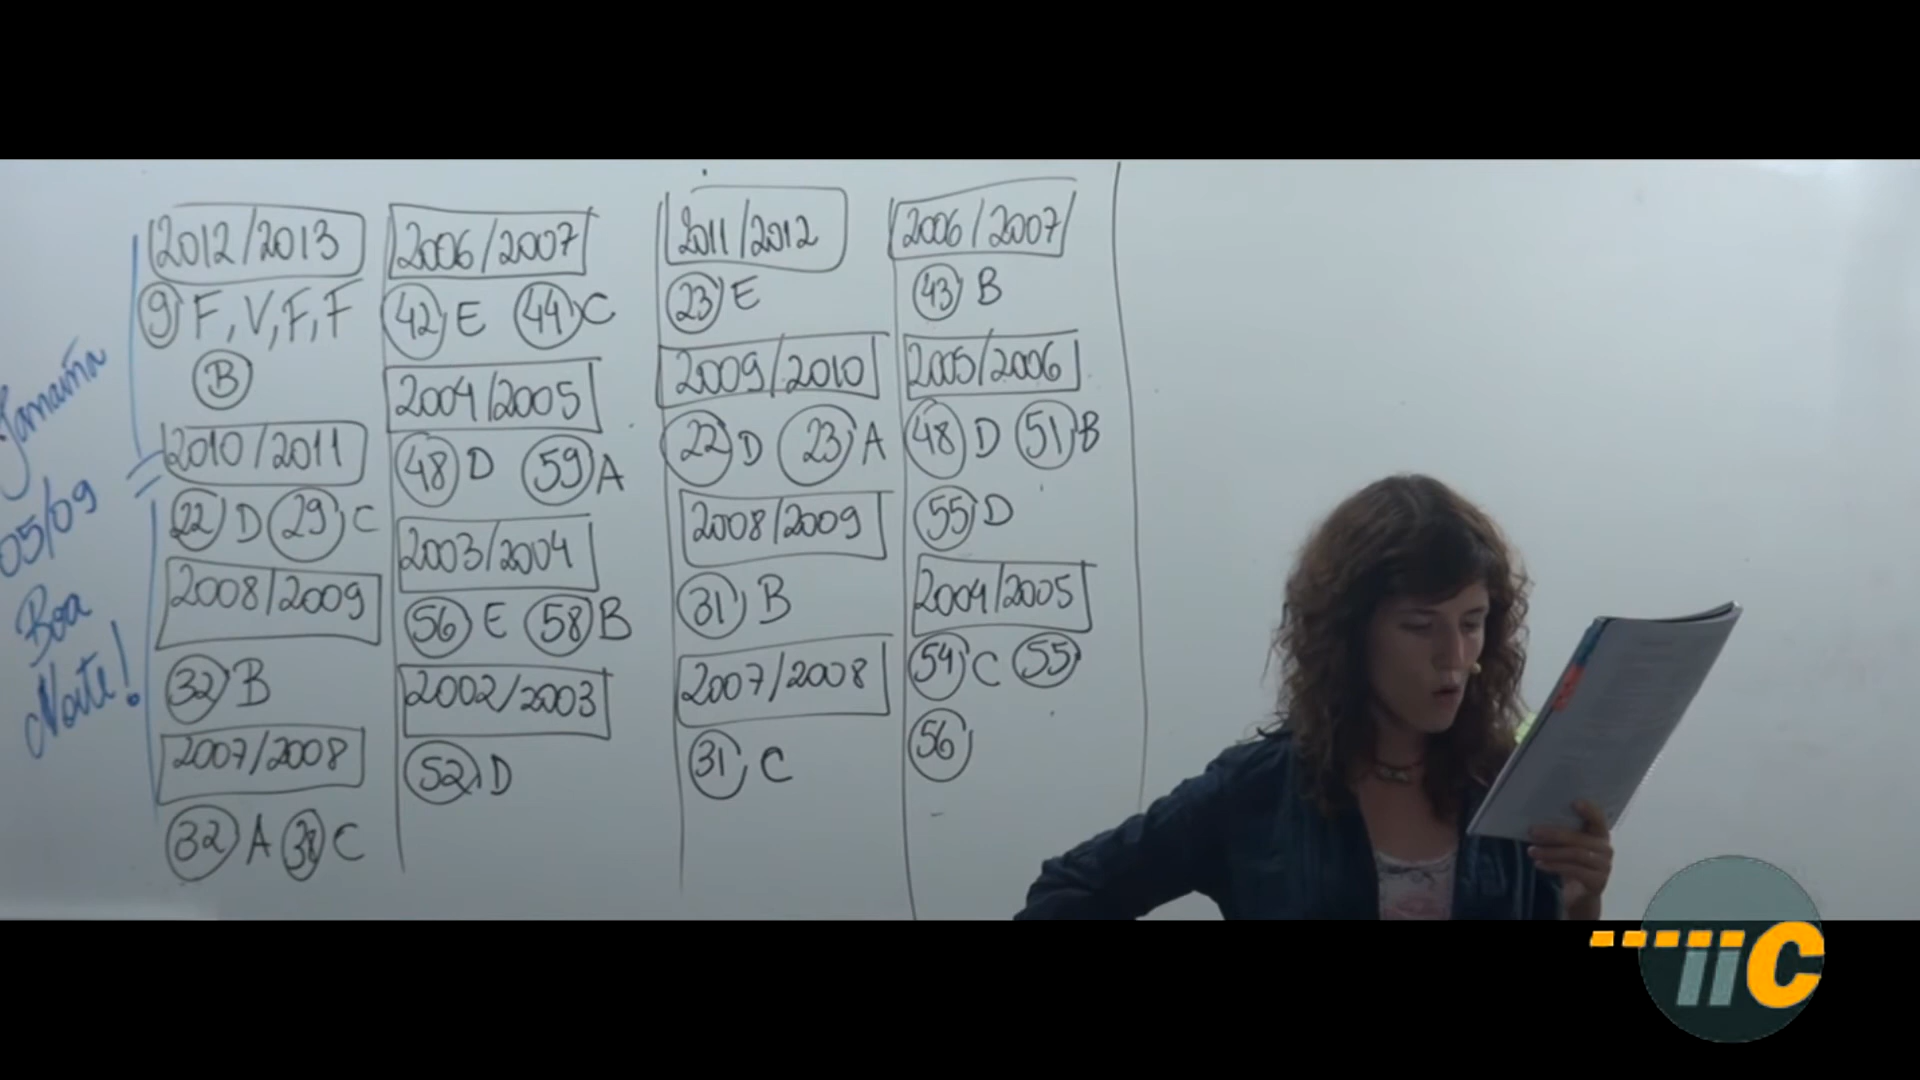 Janaína
05/09
Boa
Noite!
2012/2013
9 F, V, F, F
B
2010/2011
22 D 29 C
2008/2009
32 B
2007/2008
32 A 38 C
2006/2007
42 E 44 C
2004/2005
48 D 59 A
2003/2004
56 E 58 B
2002/2003
52 D
2011/2012
23 E
2009/2010
22 D 23 A
2008/2009
31 B
2007/2008
31 C
2006/2007
43 B
2005/2006
48 D 51 B
55 D
2004/2005
54 C 55
56
iiC